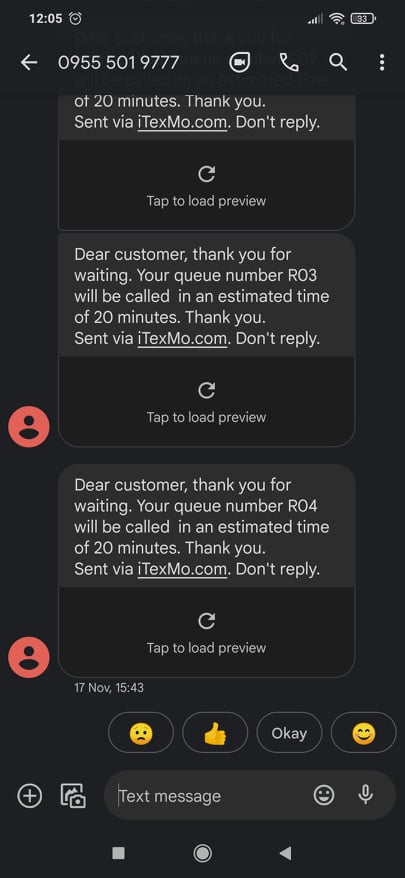 12:05
33
Dear customer, thank you for
0955 501 9777
will be called  in an estimated time
of 20 minutes. Thank you.
Sent via iTexMo.com. Don't reply.
Tap to load preview
Dear customer, thank you for
waiting. Your queue number R03
will be called  in an estimated time
of 20 minutes. Thank you.
Sent via iTexMo.com. Don't reply.
Tap to load preview
Dear customer, thank you for
waiting. Your queue number R04
will be called  in an estimated time
of 20 minutes. Thank you.
Sent via iTexMo.com. Don't reply.
Tap to load preview
17 Nov, 15:43
Okay
Text message